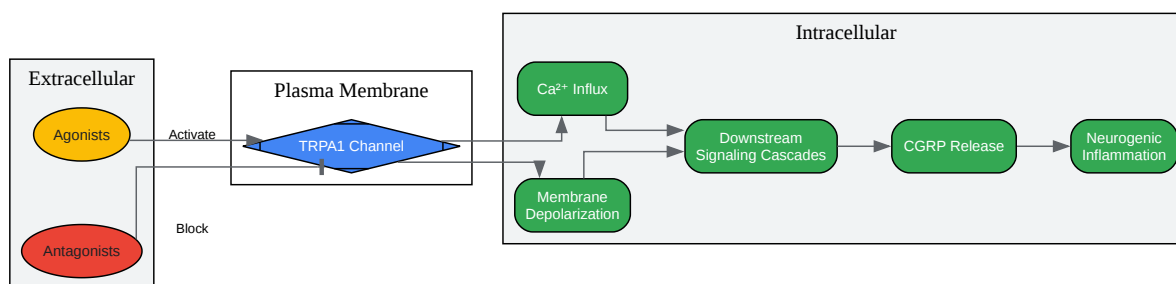 Extracellular
Agonists
Antagonists
Activate
Block
Plasma Membrane
TRPA1 Channel
Intracellular
Ca²⁺ Influx
Membrane
Depolarization
Downstream
Signaling Cascades
CGRP Release
Neurogenic
Inflammation